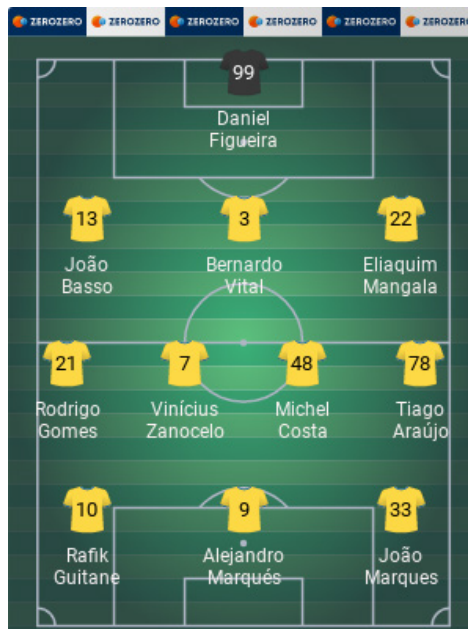 ZEROZERO ZEROZERO ZEROZERO ZEROZERO ZEROZERO ZEROZERO
99
Daniel
Figueira
13 3 22
João Bernardo Eliaquim
Basso Vital Mangala
21 7 48 78
Rodrigo Vinícius Michel Tiago
Gomes Zanocelo Costa Araújo
10 9 33
Rafik Alejandro João
Guitane Marqués Marques